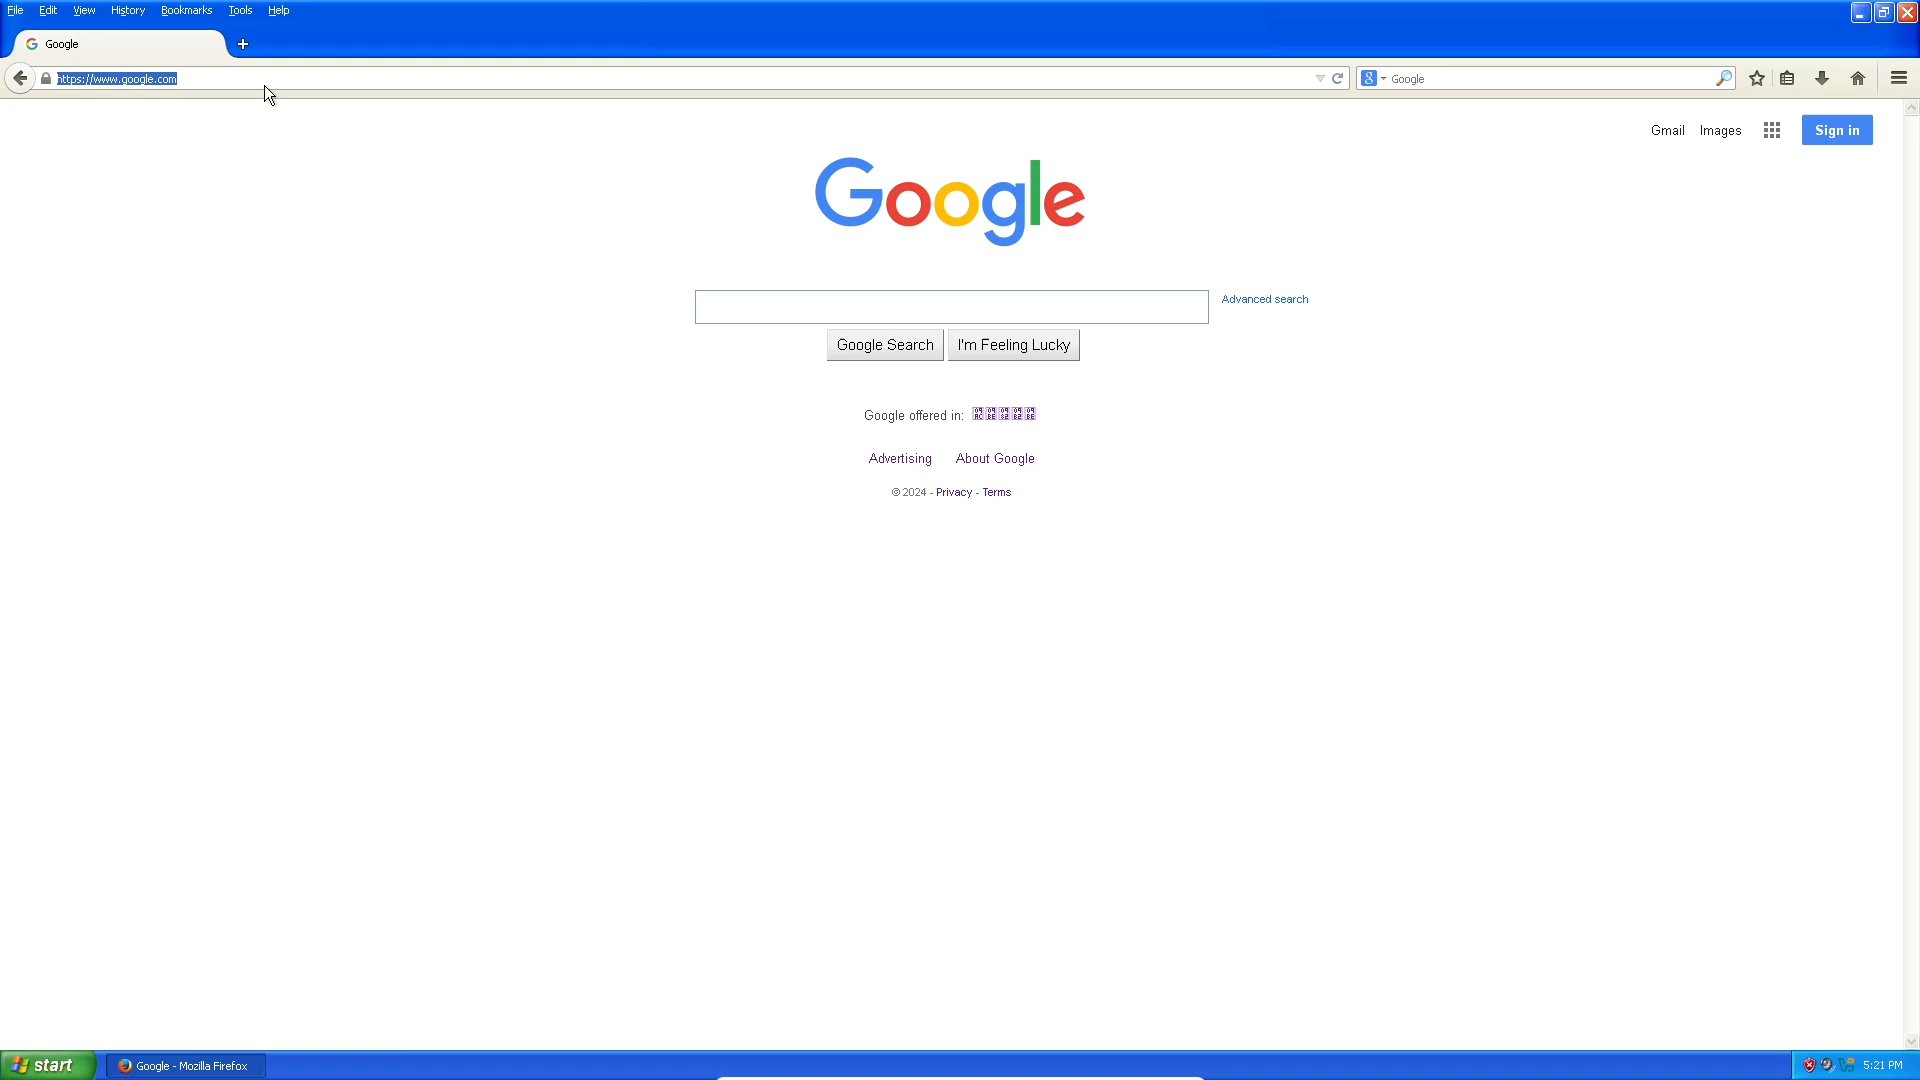 File Edit View History Bookmarks Tools Help
Google
https://www.google.com
Google
Gmail Images Sign in
Google
Advanced search
Google Search I'm Feeling Lucky
Google offered in:
Advertising About Google
© 2024 - Privacy - Terms
start Google - Mozilla Firefox 5:21 PM